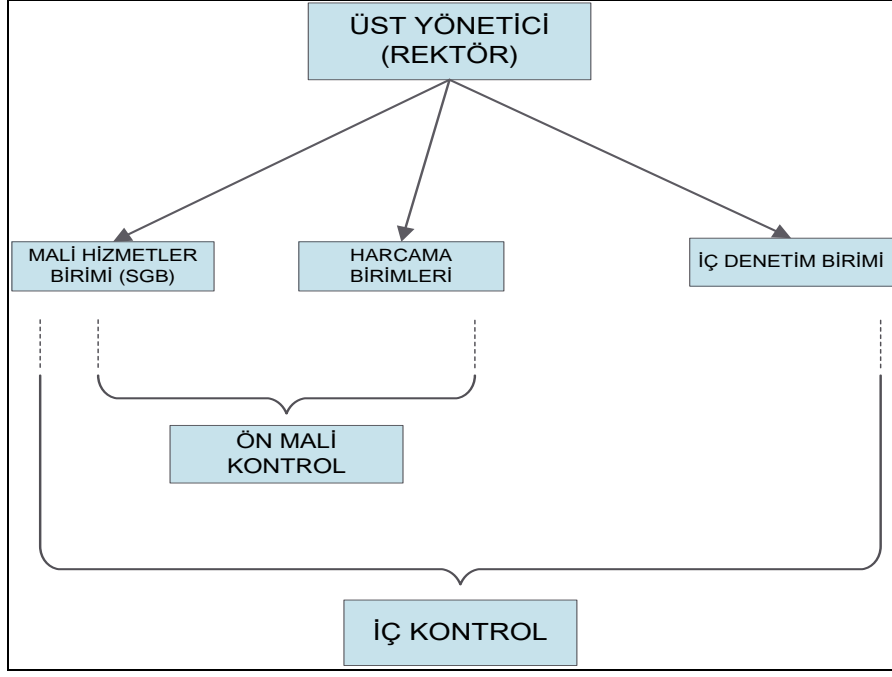 ÜST YÖNETİCİ
(REKTÖR)
MALİ HİZMETLER
BİRİMİ (SGB)
HARCAMA
BİRİMLERİ
İÇ DENETİM BİRİMİ
ÖN MALİ
KONTROL
İÇ KONTROL